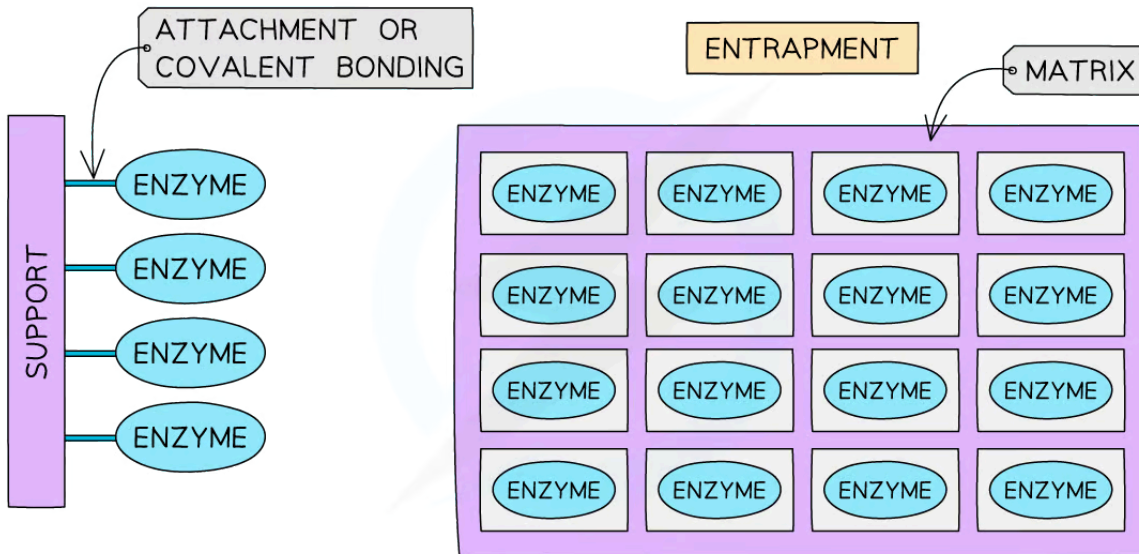 ATTACHMENT OR
COVALENT BONDING
SUPPORT
ENZYME
ENZYME
ENZYME
ENZYME
ENTRAPMENT
MATRIX
ENZYME ENZYME ENZYME ENZYME
ENZYME ENZYME ENZYME ENZYME
ENZYME ENZYME ENZYME ENZYME
ENZYME ENZYME ENZYME ENZYME